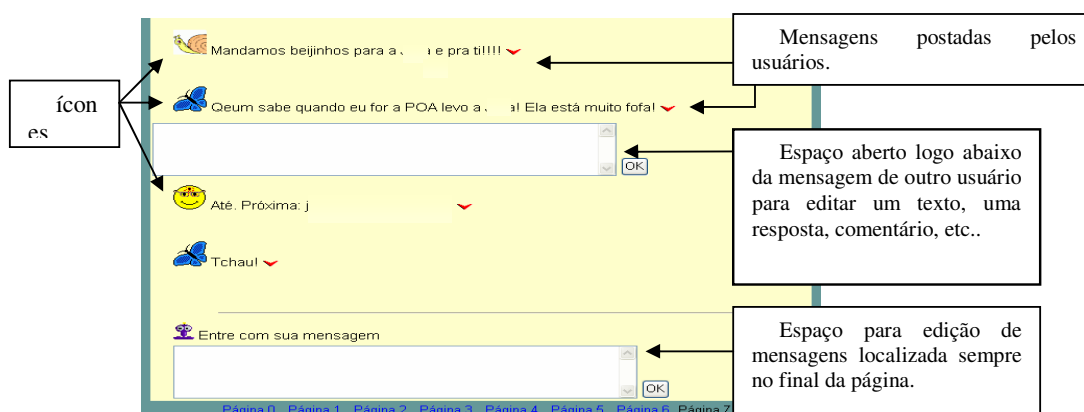 Mandamos beijinhos para a e pra ti!!!!
Mensagens postadas pelos
usuários.
ícon
es
Qeum sabe quando eu for a POA levo a a! Ela está muito fofa!
OK
Espaço aberto logo abaixo
da mensagem de outro usuário
para editar um texto, uma
resposta, comentário, etc..
Até. Próxima: j
Tchau!
Entre com sua mensagem
OK
Espaço para edição de
mensagens localizada sempre
no final da página.
Página 0 Página 1 Página 2 Página 3 Página 4 Página 5 Página 6 Página 7